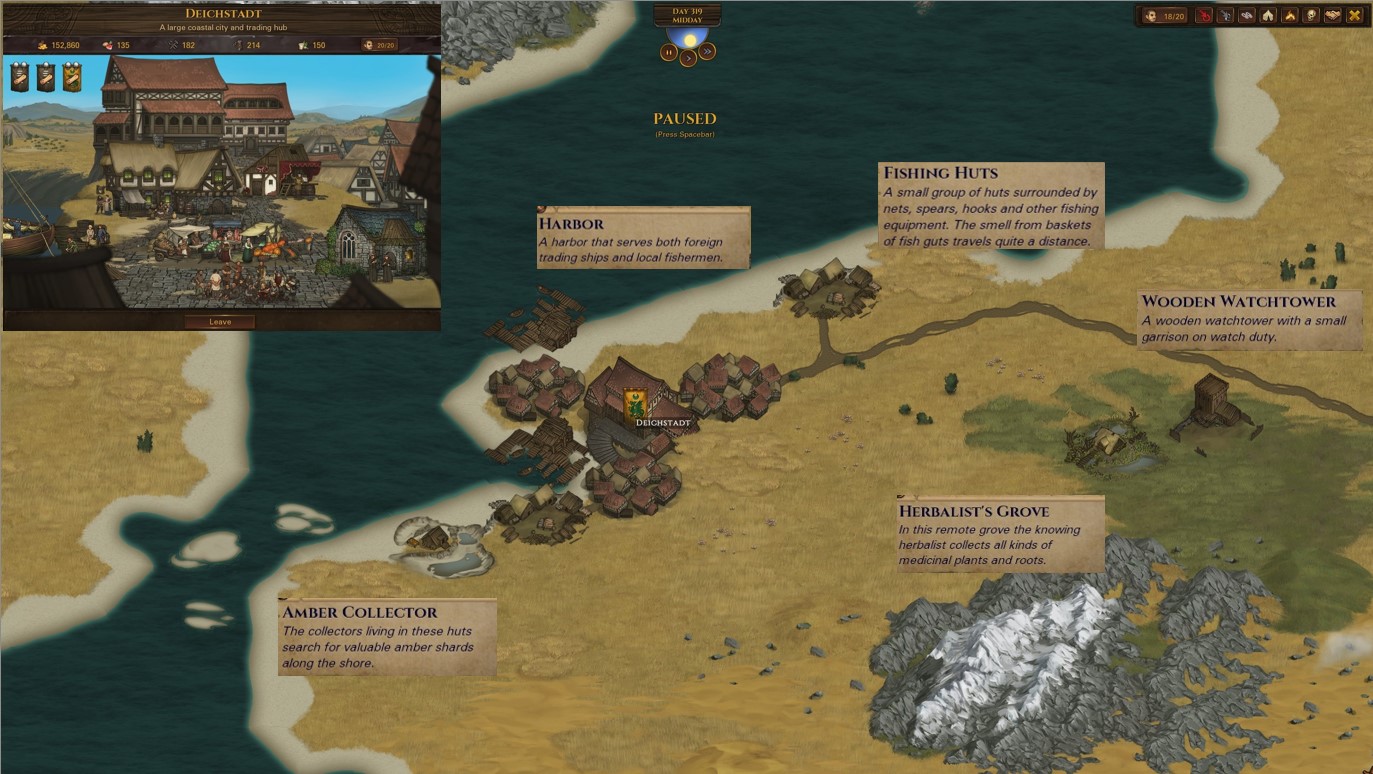 Deichstadt
A large coastal city and trading hub
152,860 135 182 214 150 20/20
Leave
Day 319
Midday
PAUSED
(Press Spacebar)
18/20
Harbor
A harbor that serves both foreign
trading ships and local fishermen.
Fishing Huts
A small group of huts surrounded by
nets, spears, hooks and other fishing
equipment. The smell from baskets
of fish guts travels quite a distance.
Wooden Watchtower
A wooden watchtower with a small
garrison on watch duty.
Deichstadt
Herbalist's Grove
In this remote grove the knowing
herbalist collects all kinds of
medicinal plants and roots.
Amber Collector
The collectors living in these huts
search for valuable amber shards
along the shore.